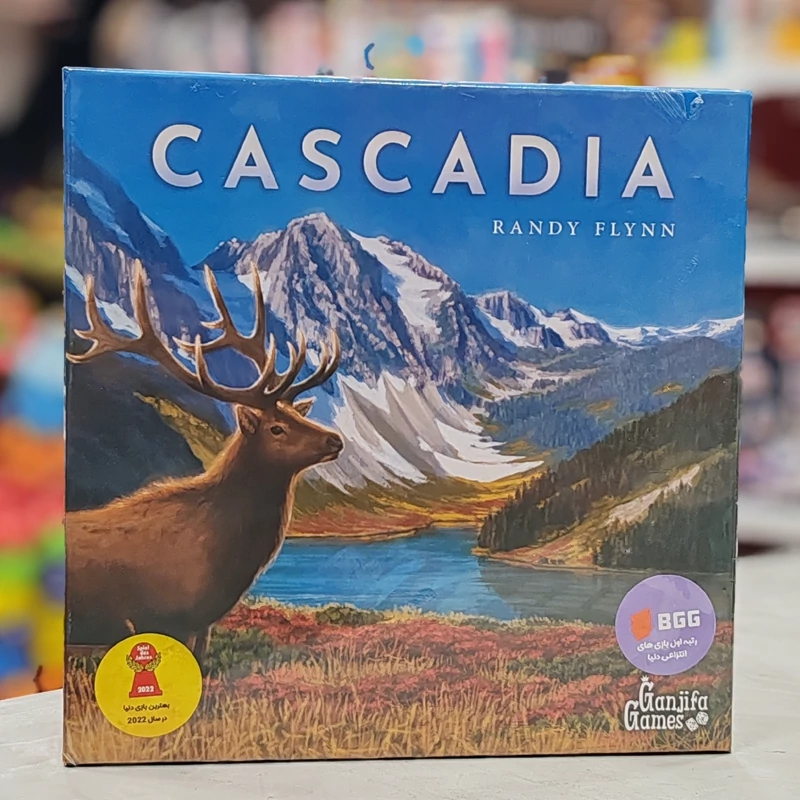 CASCADIA
RANDY FLYNN
Spiel
des
Jahres
2022
بهترین بازی دنیا
در سال 2022
BGG
رتبه اول بازی های
انتزاعی دنیا
Ganjifa
Games